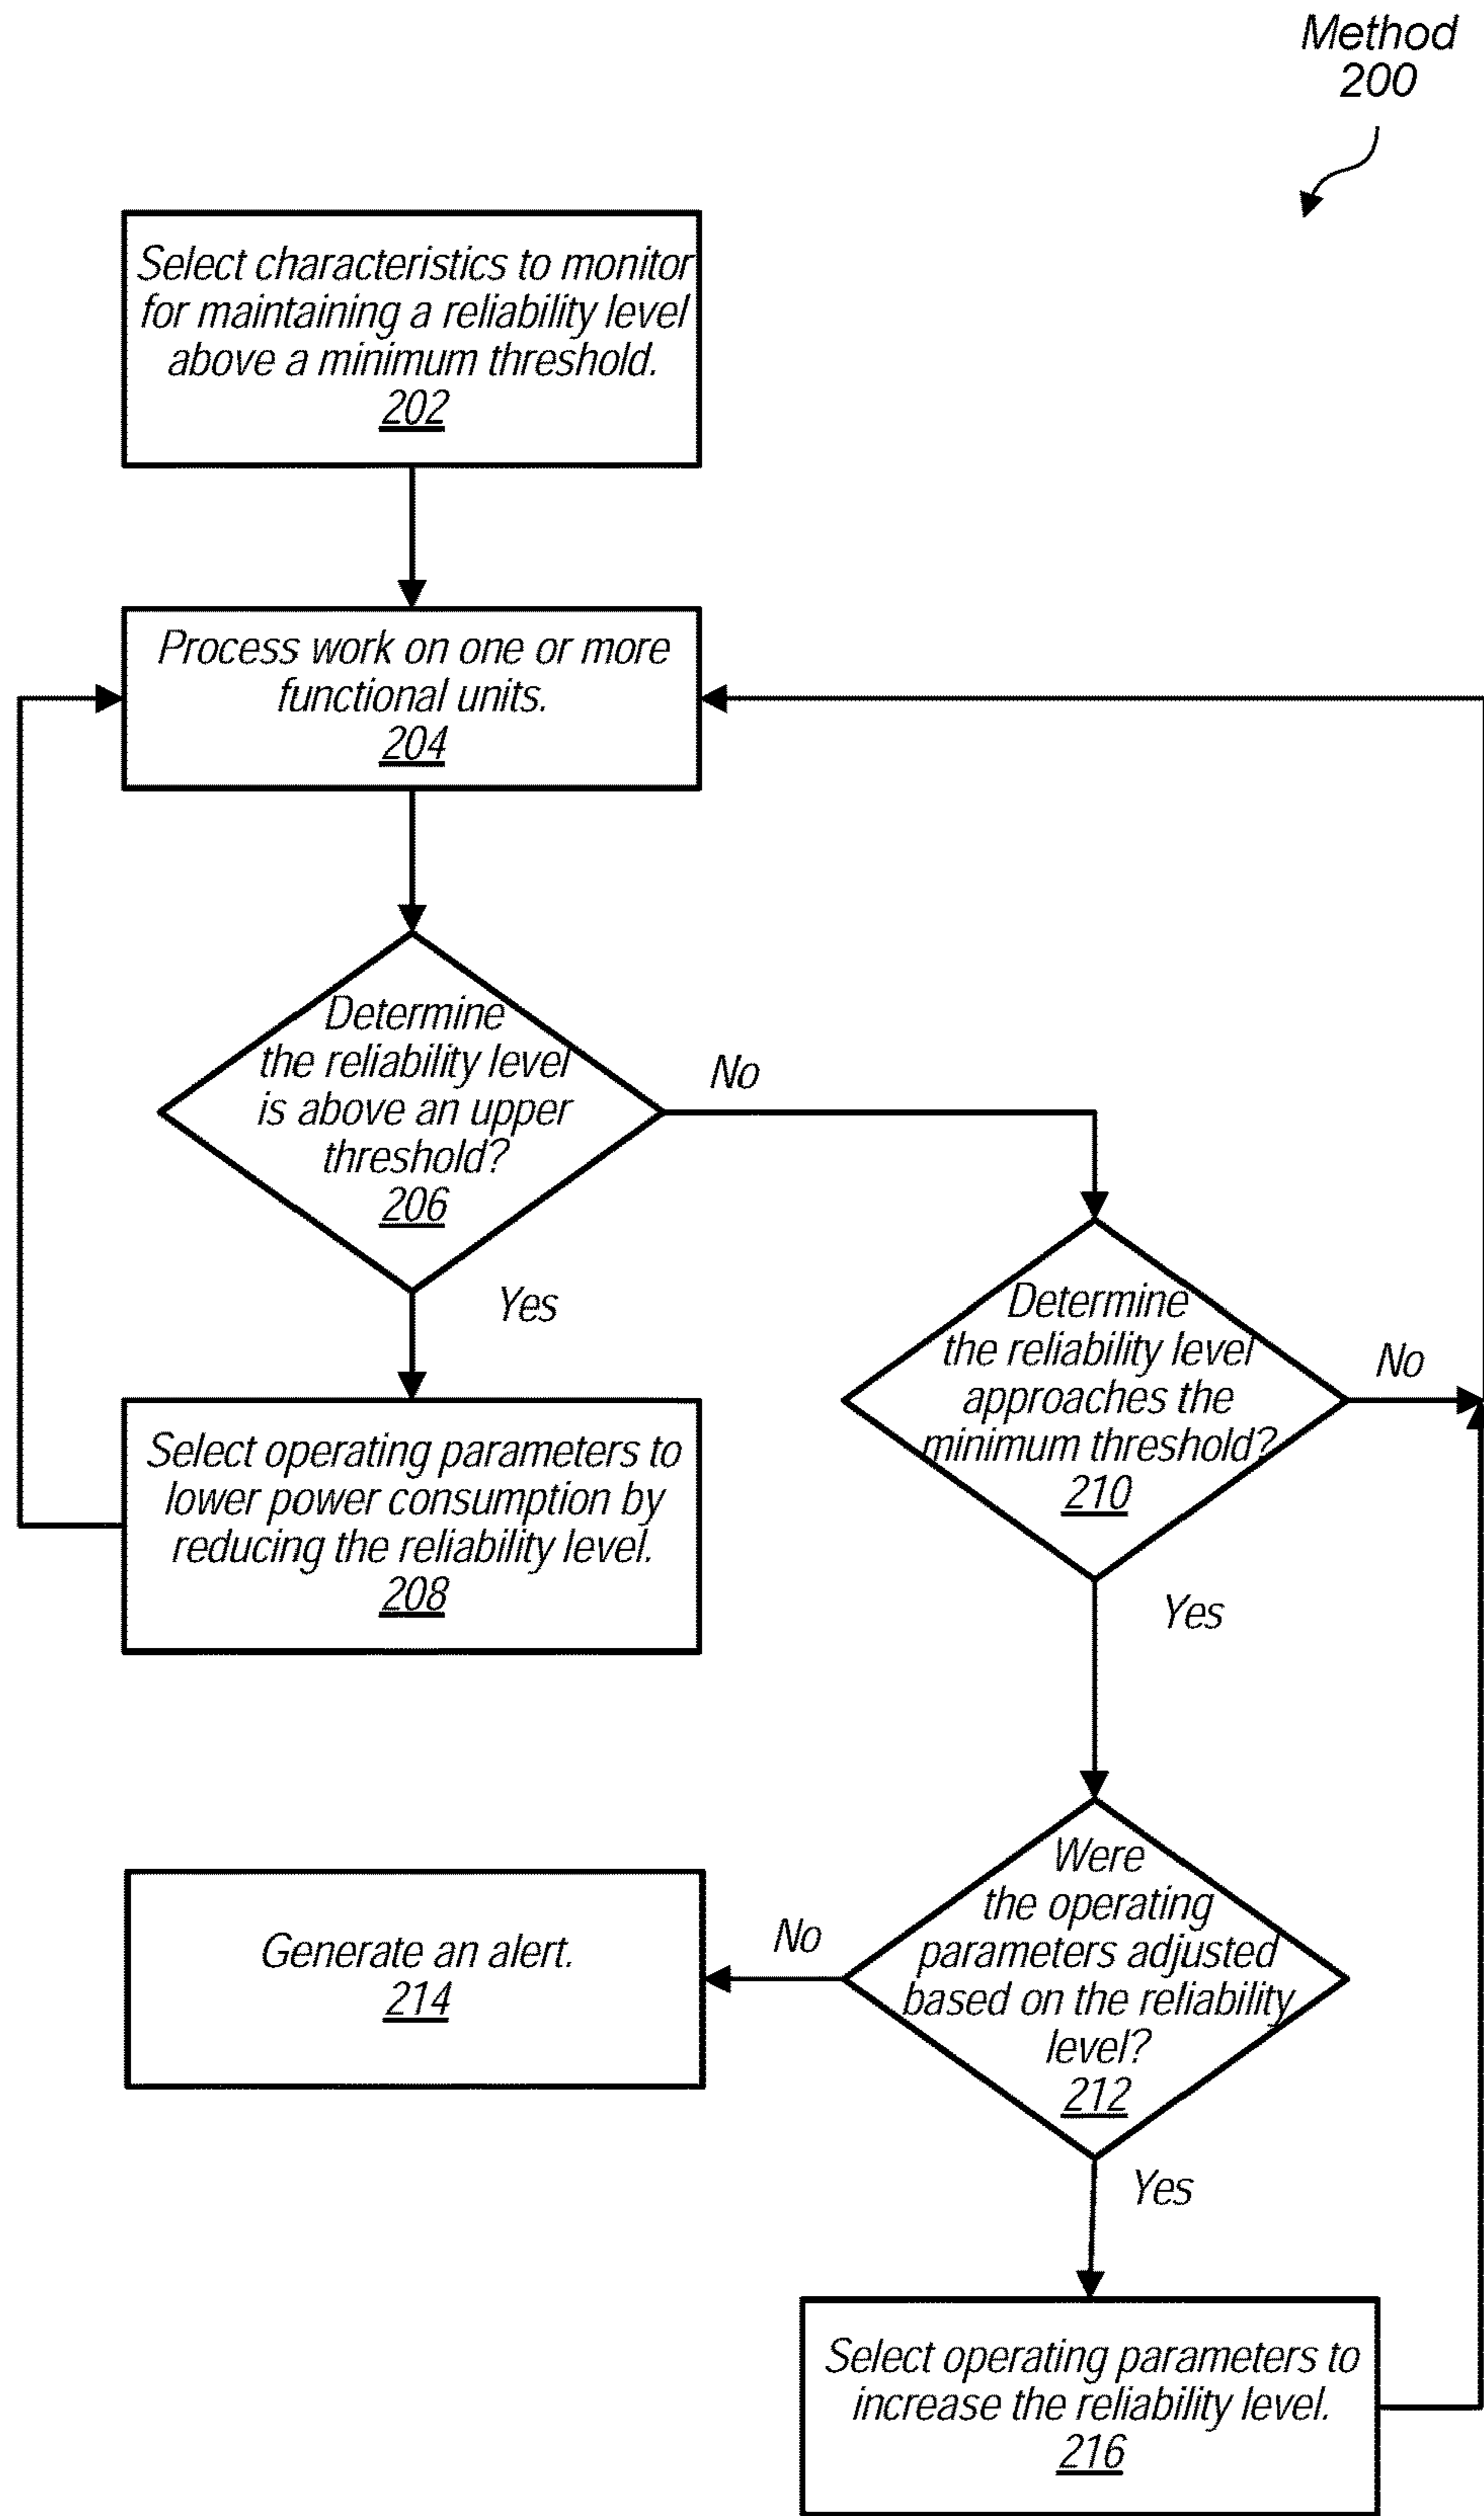 Method
200
Select characteristics to monitor
for maintaining a reliability level
above a minimum threshold.
202
Process work on one or more
functional units.
204
Determine
the reliability level
is above an upper
threshold?
206
No
Yes
Select operating parameters to
lower power consumption by
reducing the reliability level.
208
Determine
the reliability level
approaches the
minimum threshold?
210
No
Yes
Were
the operating
parameters adjusted
based on the reliability
level?
212
No
Generate an alert.
214
Yes
Select operating parameters to
increase the reliability level.
216